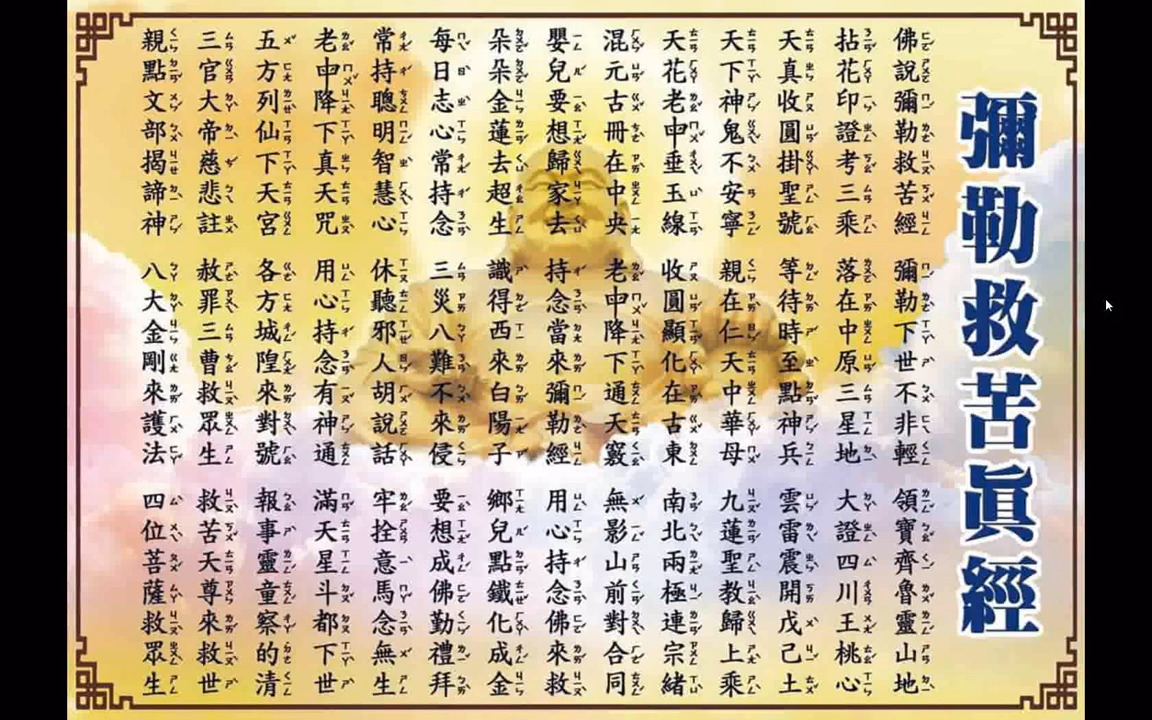 彌勒救苦眞經
佛說彌勒救苦經 彌勒下世不非輕 領寶齊魯靈山地
拈花印證考三乘 落在中原三星地 大證四川王桃心
天真收圓掛聖號 等待時至點神兵 雲雷震開戊己土
天下神鬼不安寧 親在仁天中華母 九蓮聖教歸上乘
天花老申垂玉線 收圓顯化在古東 南北兩極連宗緒
混元古冊在中央 老申降下通天竅 無影山前對合同
嬰兒要想歸家去 持念當來彌勒經 用心持念佛來救
朵朵金蓮去超生 識得西來白陽子 鄉兒點鐵化成金
每日志心常持念 三災八難不來侵 要想成佛勤禮拜
常持聰明智慧心 休聽邪人胡說話 牢拴意馬念無生
老申降下真天咒 用心持念有神通 滿天星斗都下世
五方列仙下天宮 各方城隍來對號 報事靈童察的清
三官大帝慈悲註 赦罪三曹救眾生 救苦天尊來救世
親點文部揭諦神 八大金剛來護法 四位菩薩救眾生